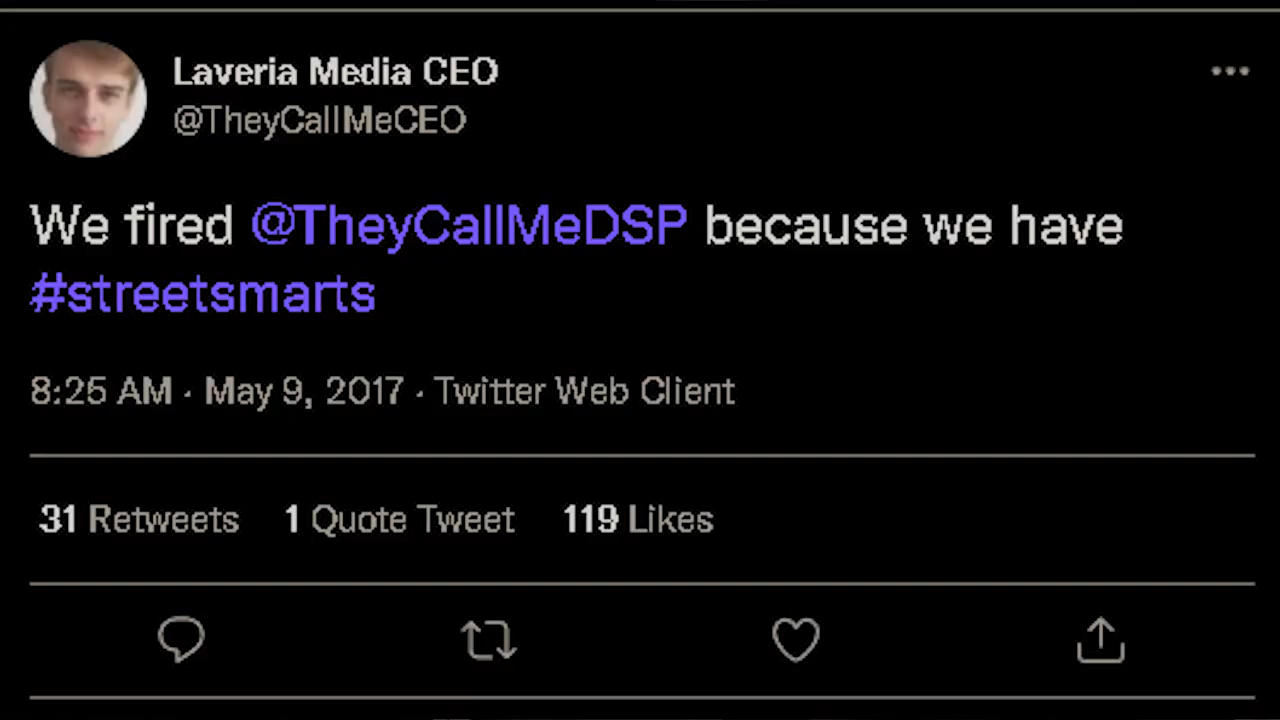 Laveria Media CEO
@TheyCallMeCEO
We fired @TheyCallMeDSP because we have
#streetsmarts
8:25 AM · May 9, 2017 · Twitter Web Client
31 Retweets 1 Quote Tweet 119 Likes